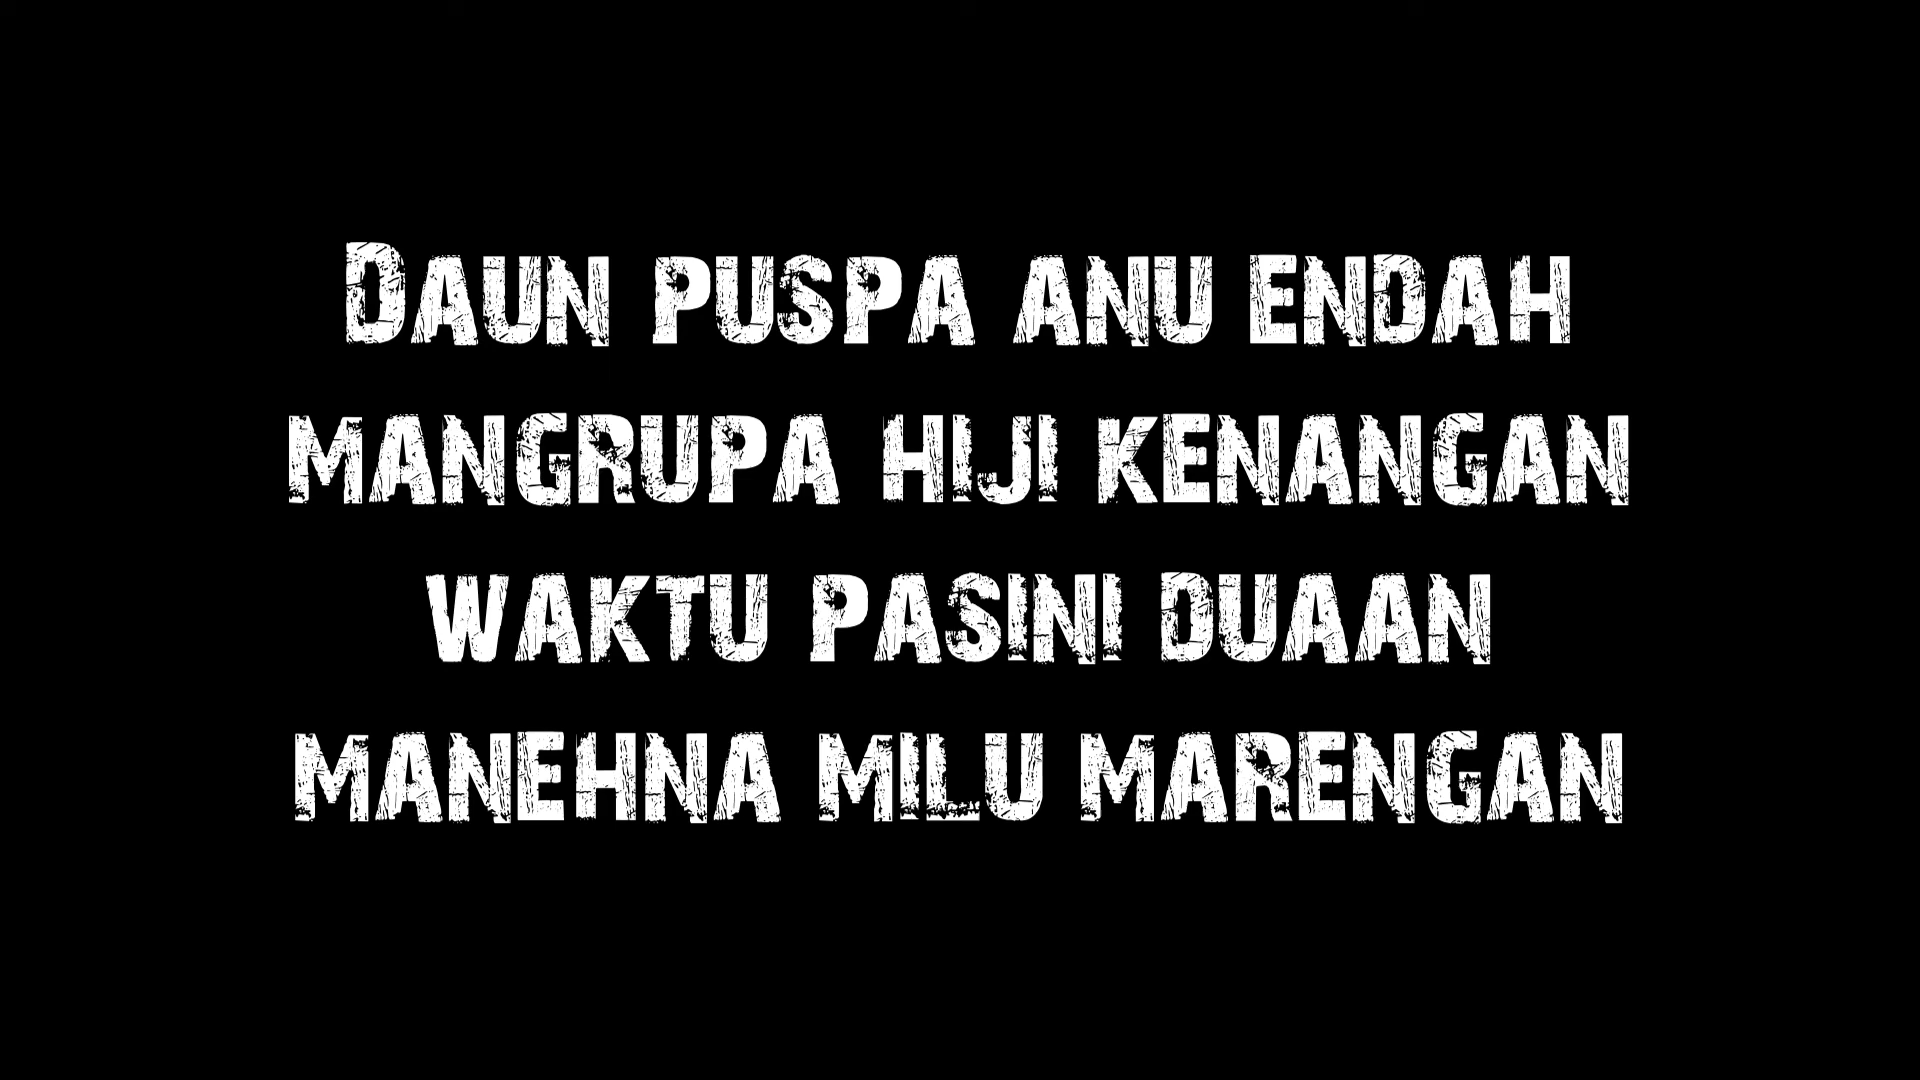 Daun puspa anu endah
mangrupa hiji kenangan
waktu pasini duaan
manehna milu marengan